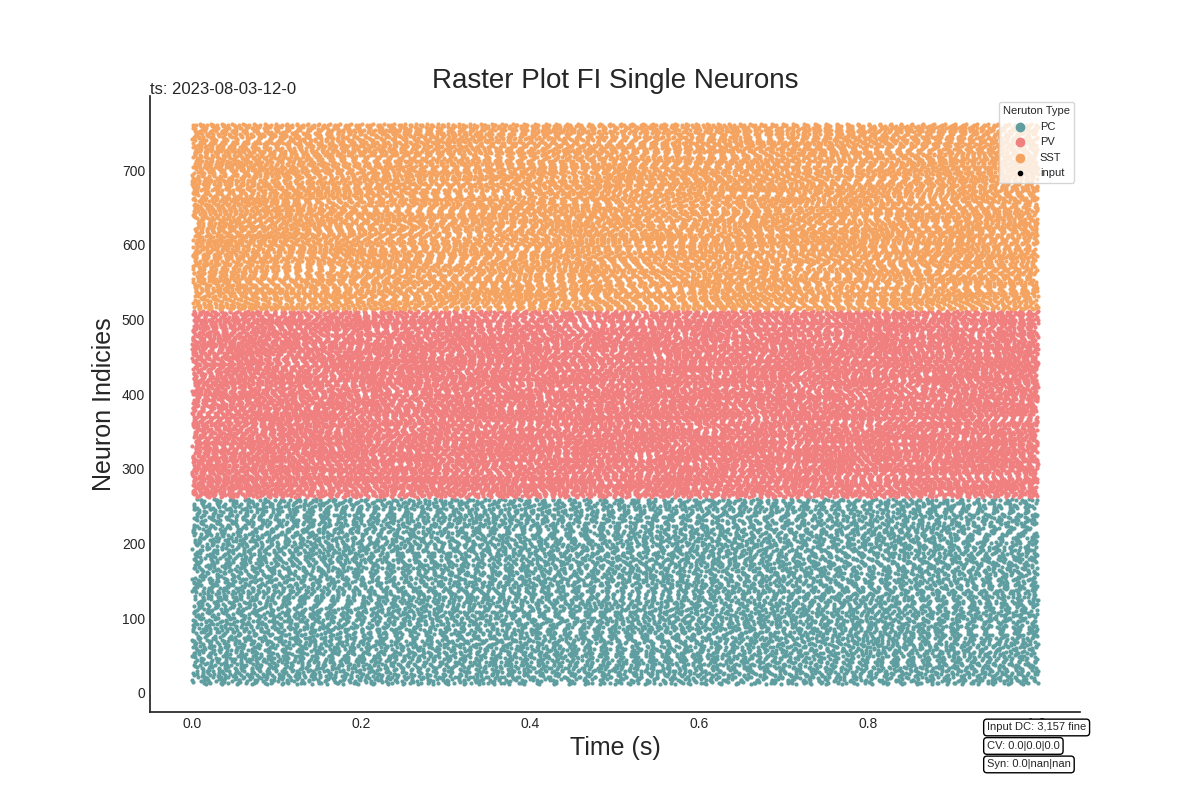 Raster Plot FI Single Neurons
ts: 2023-08-03-12-0
Neruton Type
PC
PV
SST
input
Neuron Indicies
700
600
500
400
300
200
100
0
0.0 0.2 0.4 0.6 0.8
Time (s)
Input DC: 3,157 fine
CV: 0.0|0.0|0.0
Syn: 0.0|nan|nan